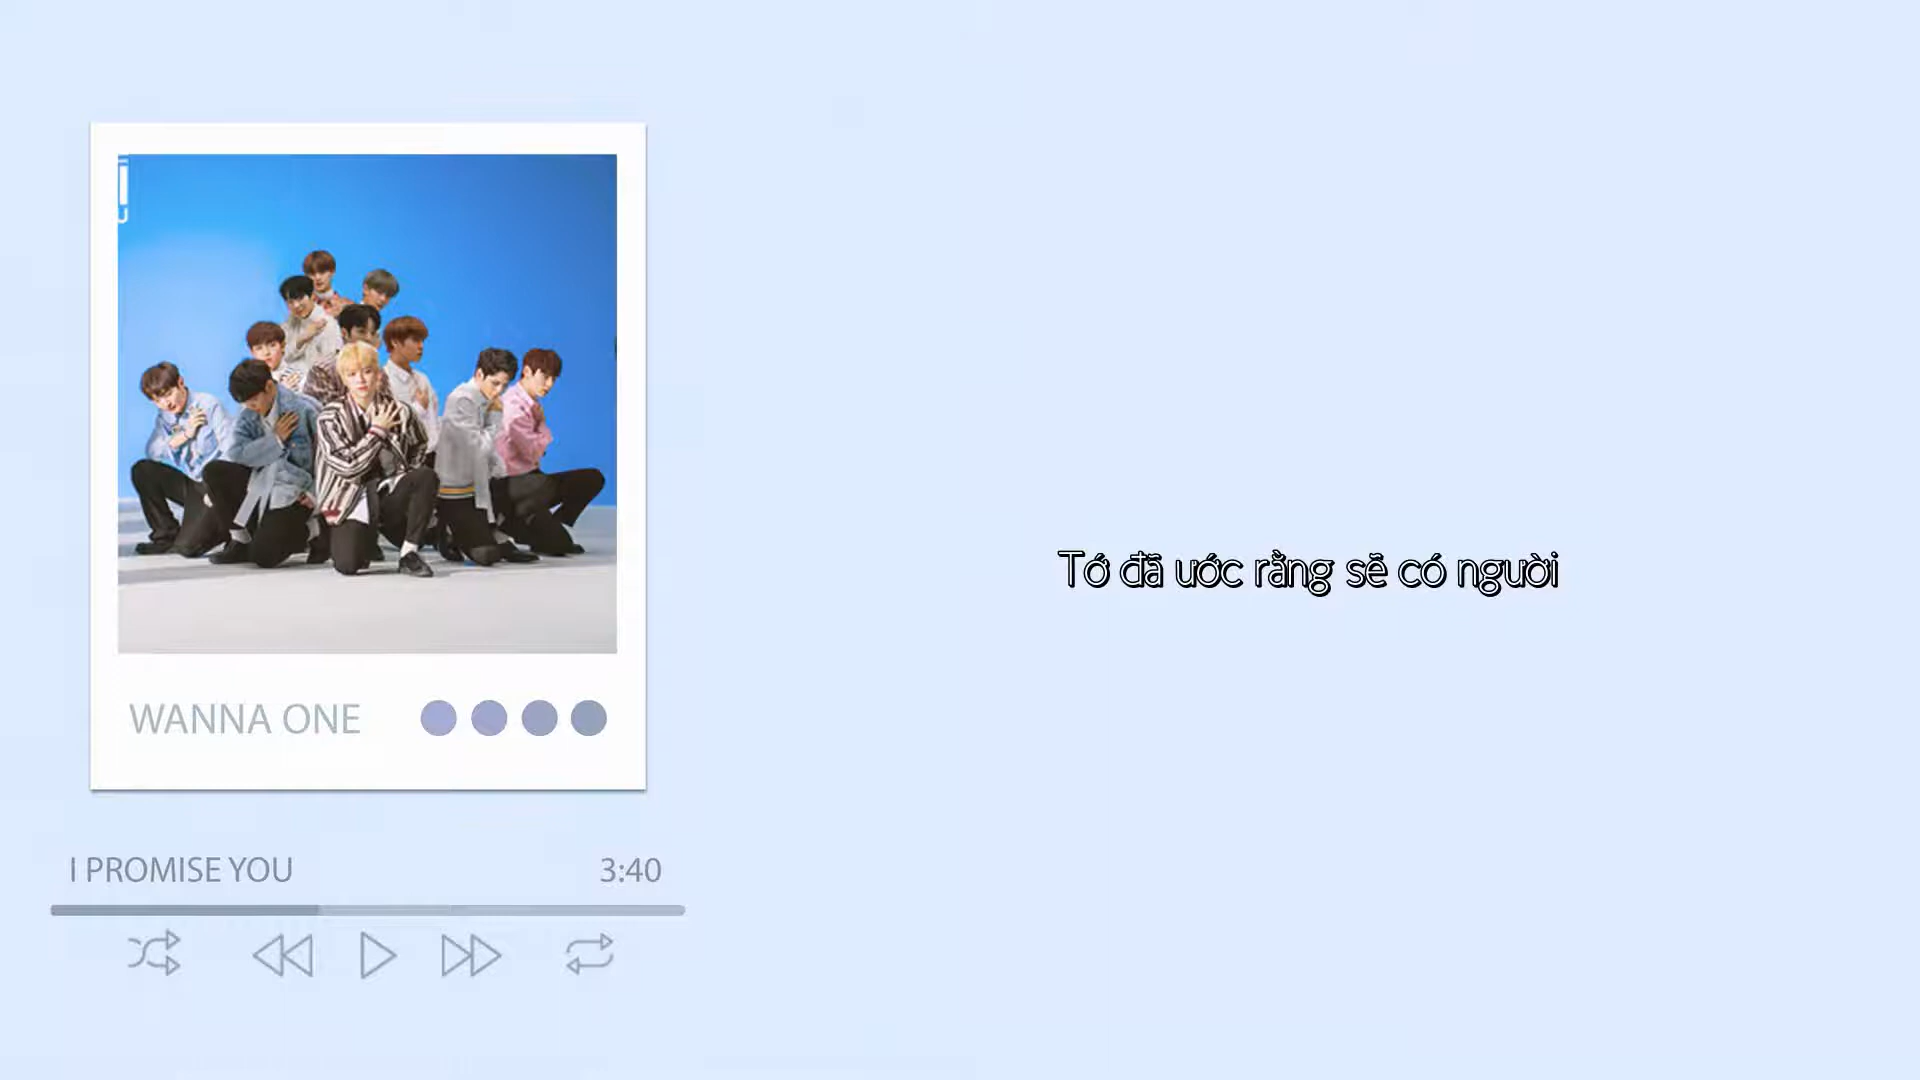 WANNA ONE
I PROMISE YOU
3:40
Tớ đã ước rằng sẽ có người